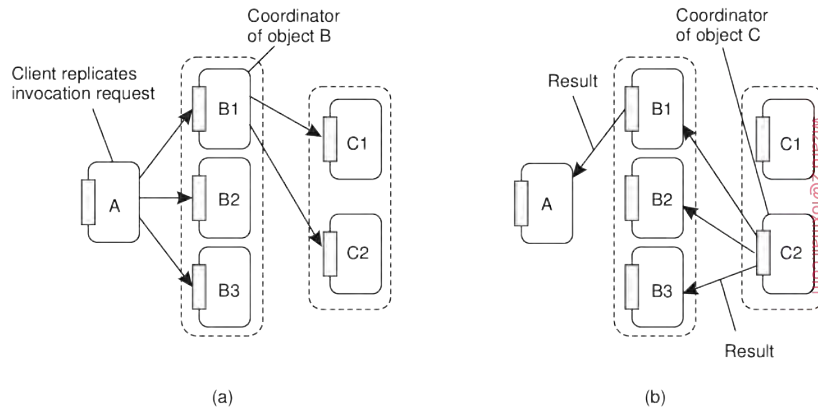 Coordinator
of object B
Client replicates
invocation request
A
B1
B2
B3
C1
C2
(a)
Coordinator
of object C
Result
A
B1
B2
B3
C1
C2
Result
(b)